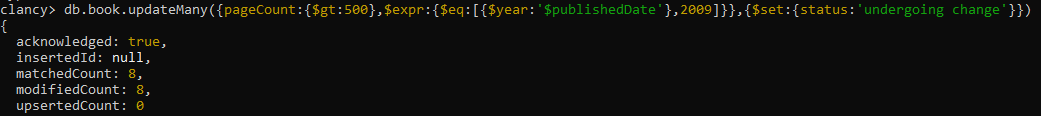 clancy> db.book.updateMany({pageCount:{$gt:500},$expr:{$eq:[{$year:'$publishedDate'},2009]}},{$set:{status:'undergoing change'}})
{
  acknowledged: true,
  insertedId: null,
  matchedCount: 8,
  modifiedCount: 8,
  upsertedCount: 0